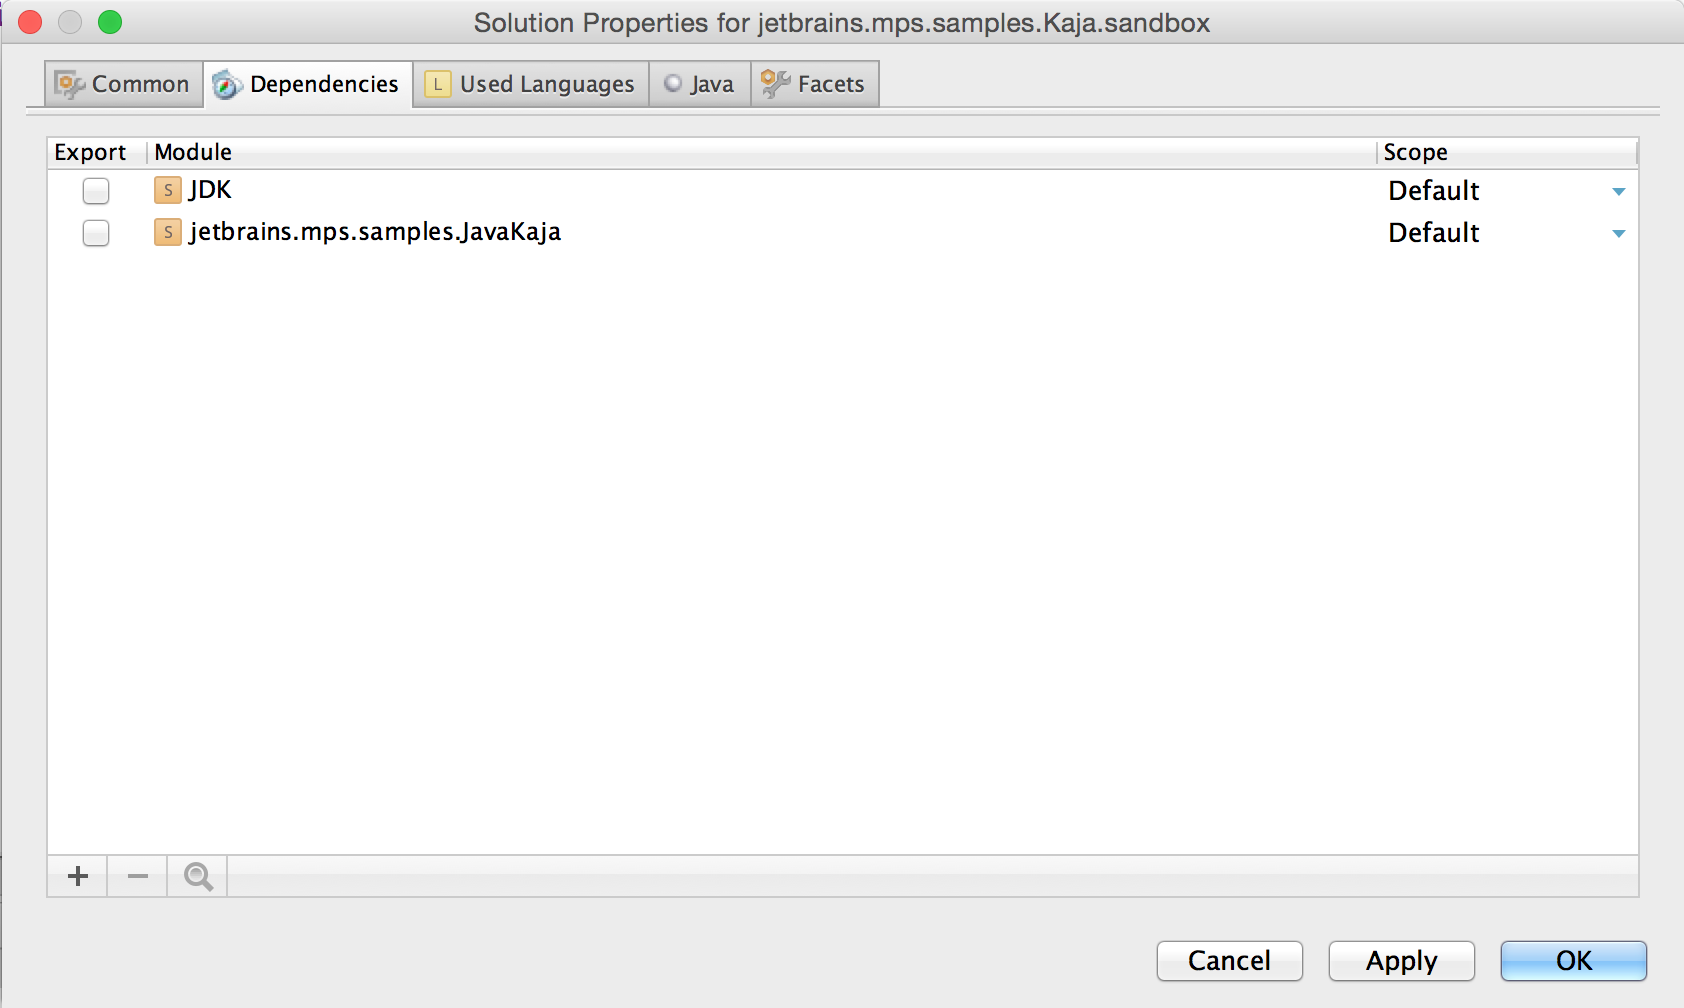 Solution Properties for jetbrains.mps.samples.Kaja.sandbox
Common Dependencies L Used Languages Java Facets
Export Module Scope
S JDK Default
S jetbrains.mps.samples.JavaKaja Default
Cancel Apply OK